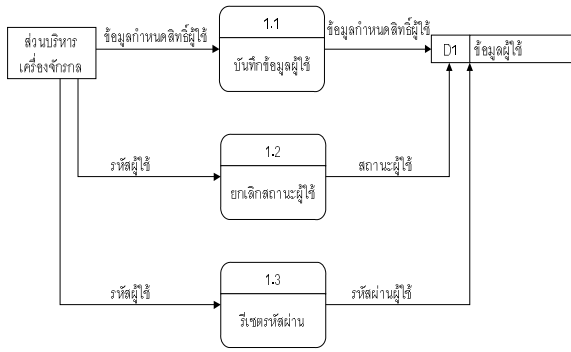 ส่วนบริหาร
เครื่องจักรกล
ข้อมูลกำหนดสิทธิ์ผู้ใช้
1.1
บันทึกข้อมูลผู้ใช้
ข้อมูลกำหนดสิทธิ์ผู้ใช้
D1
ข้อมูลผู้ใช้
รหัสผู้ใช้
1.2
ยกเลิกสถานะผู้ใช้
สถานะผู้ใช้
รหัสผู้ใช้
1.3
รีเซตรหัสผ่าน
รหัสผ่านผู้ใช้